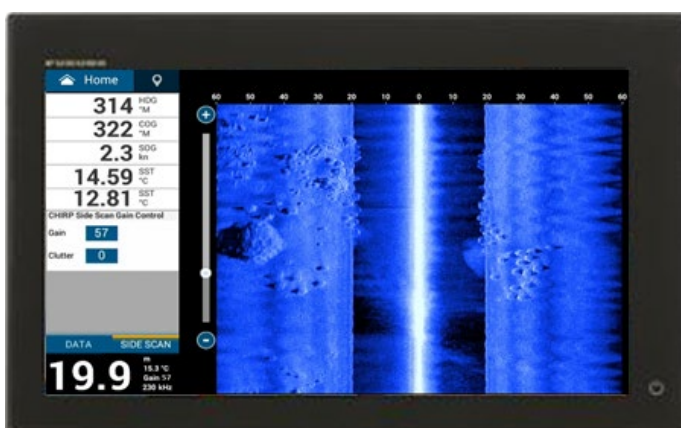 Home
314 HDG °M
322 COG °M
2.3 SOG kn
14.59 SST °C
12.81 SST °C
CHIRP Side Scan Gain Control
Gain 57
Clutter 0
DATA SIDE SCAN
19.9 m
15.3 °C
Gain 57
230 kHz
60 50 40 30 20 10 0 10 20 30 40 50 60
+
-